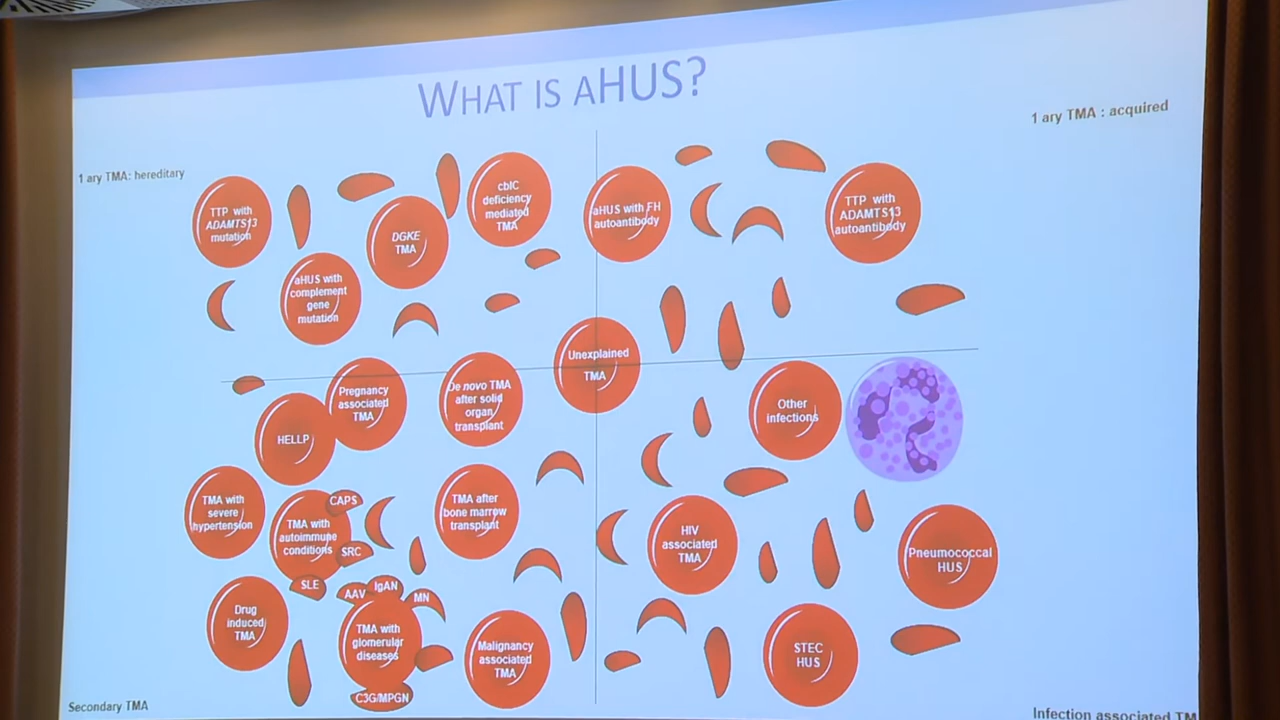 WHAT IS AHUS?
1 ary TMA: hereditary
1 ary TMA : acquired
TTP with
ADAMTS13
mutation
DGKE
TMA
cblC
deficiency
mediated
TMA
aHUS with FH
autoantibody
TTP with
ADAMTS13
autoantibody
aHUS with
complement
gene
mutation
Unexplained
TMA
Pregnancy
associated
TMA
De novo TMA
after solid
organ
transplant
Other
infections
HELLP
TMA with
severe
hypertension
TMA with
autoimmune
conditions
CAPS
SRC
SLE
TMA after
bone marrow
transplant
HIV
associated
TMA
Pneumococcal
HUS
Drug
induced
TMA
AAV
IgAN
MN
TMA with
glomerular
diseases
C3G/MPGN
Malignancy
associated
TMA
STEC
HUS
Secondary TMA
Infection associated TM